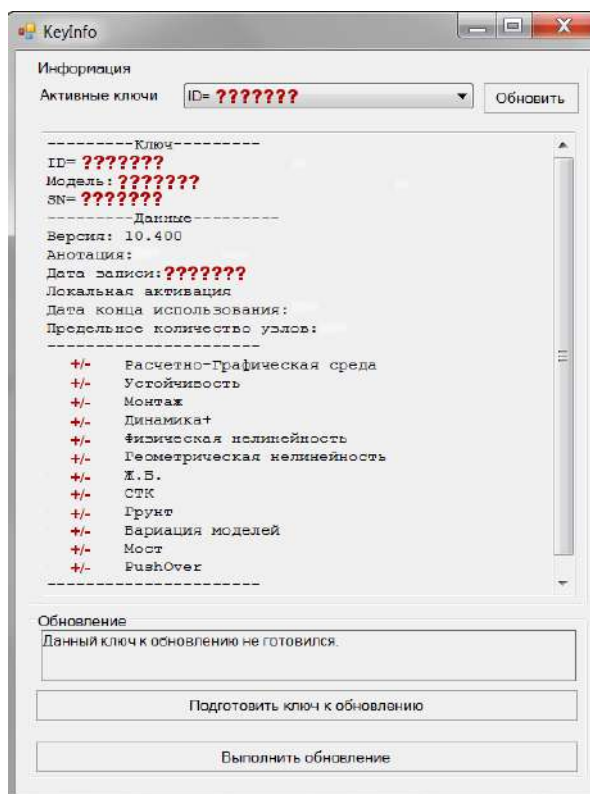 KeyInfo
Информация
Активные ключи ID= ??????? Обновить
---------Ключ---------
ID= ???????
Модель: ???????
SN= ???????
---------Данные---------
Версия: 10.400
Анотация:
Дата записи: ???????
Локальная активация
Дата конца использования:
Предельное количество узлов:
----------------------
+/- Расчетно-Графическая среда
+/- Устойчивость
+/- Монтаж
+/- Динамика+
+/- Физическая нелинейность
+/- Геометрическая нелинейность
+/- Ж.Б.
+/- СТК
+/- Грунт
+/- Вариация моделей
+/- Мост
+/- PushOver
----------------------
Обновление
Данный ключ к обновлению не готовился.
Подготовить ключ к обновлению
Выполнить обновление